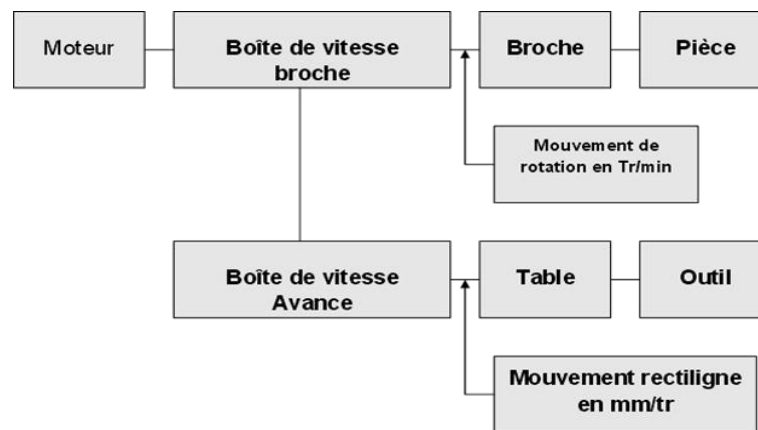 Moteur
Boîte de vitesse
broche
Broche
Pièce
Mouvement de
rotation en Tr/min
Boîte de vitesse
Avance
Table
Outil
Mouvement rectiligne
en mm/tr